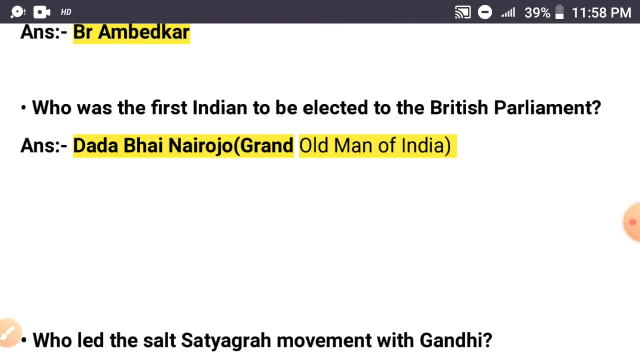 HD 39% 11:58 PM
Ans:- Br Ambedkar
• Who was the first Indian to be elected to the British Parliament?
Ans:- Dada Bhai Nairojo(Grand Old Man of India)
• Who led the salt Satyagrah movement with Gandhi?